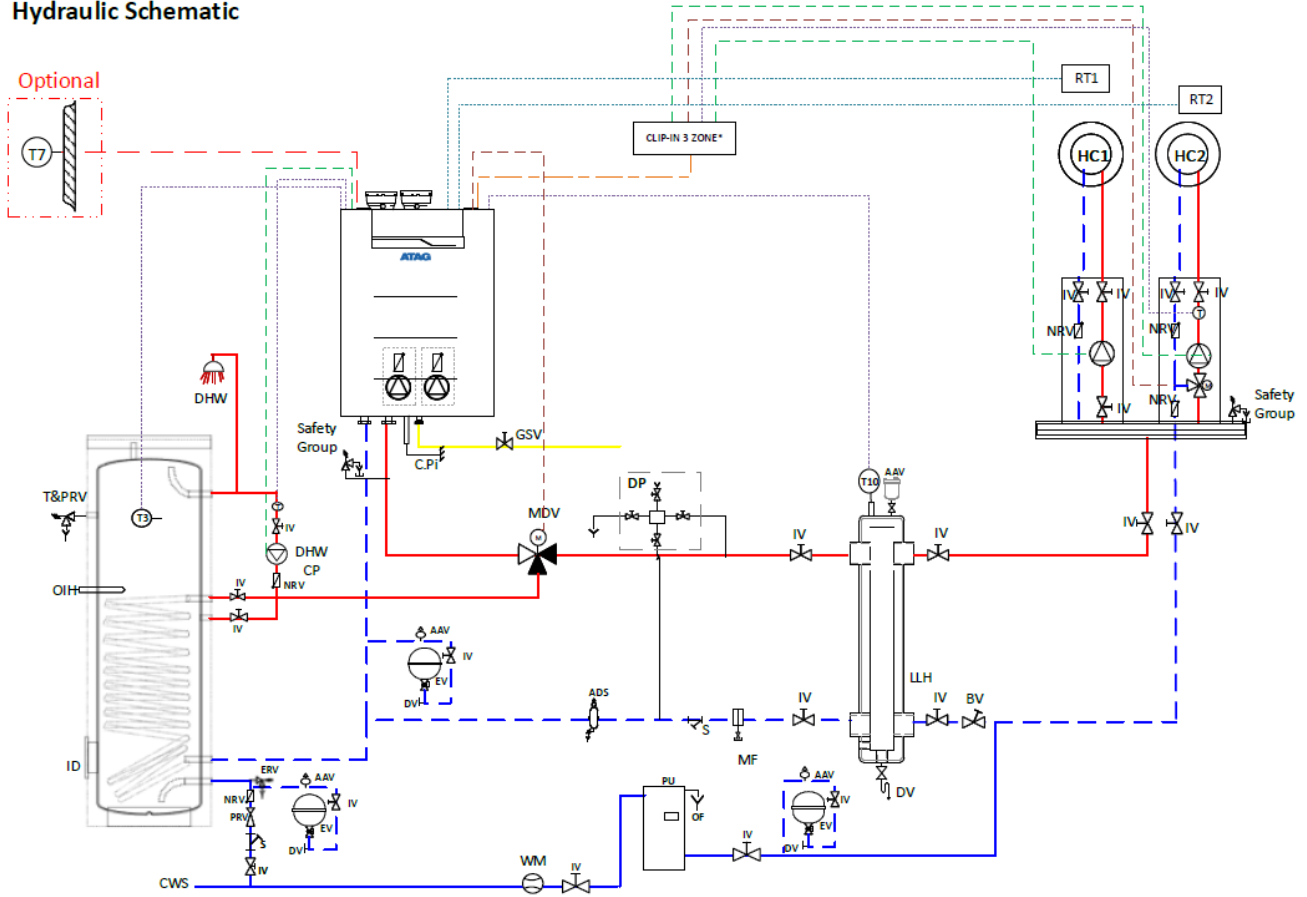 Hydraulic Schematic
Optional
T7
RT1
RT2
CLIP-IN 3 ZONE*
HC1
HC2
ATAG
IV
IV
IV
IV
T
NRV
NRV
M
NRV
IV
Safety
Group
DHW
Safety
Group
GSV
C.Pi
T&PRV
T3
T
IV
DHW
CP
NRV
OIH
IV
IV
MDV
M
DP
T10
AAV
IV
IV
IV
IV
AAV
IV
EV
DV
ADS
S
MF
IV
LLH
IV
BV
ID
ERV
NRV
PRV
S
IV
AAV
IV
EV
DV
PU
OF
AAV
IV
EV
DV
DV
IV
CWS
WM
IV